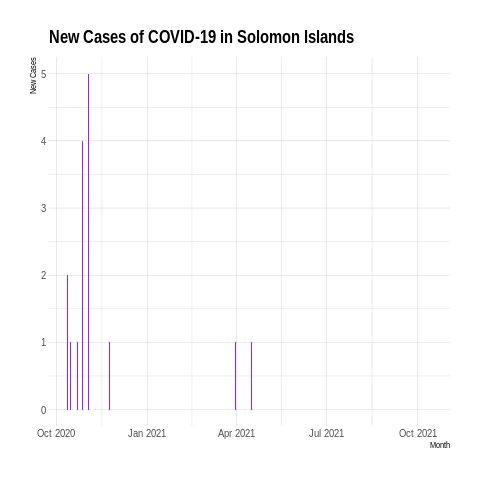 New Cases of COVID-19 in Solomon Islands
New Cases
5
4
3
2
1
0
Oct 2020 Jan 2021 Apr 2021 Jul 2021 Oct 2021
Month